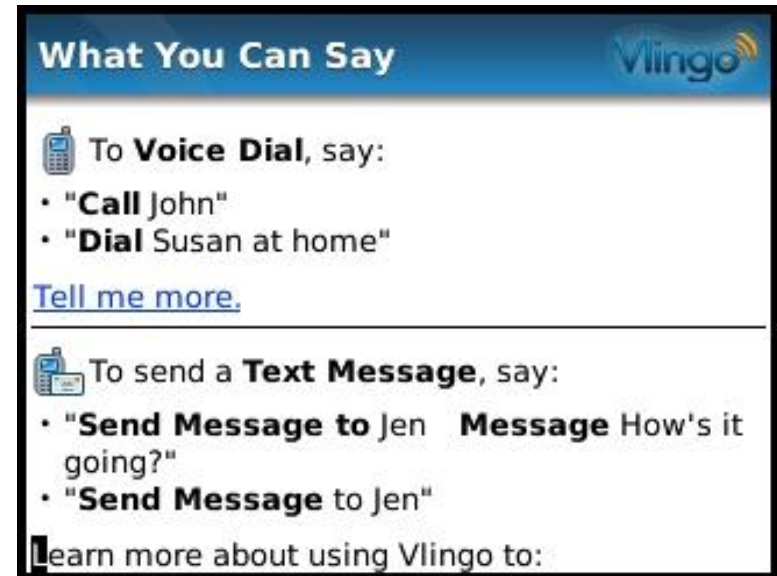 What You Can Say
Vlingo
To Voice Dial, say:
• "Call John"
• "Dial Susan at home"
Tell me more.
To send a Text Message, say:
• "Send Message to Jen   Message How's it
going?"
• "Send Message to Jen"
Learn more about using Vlingo to: